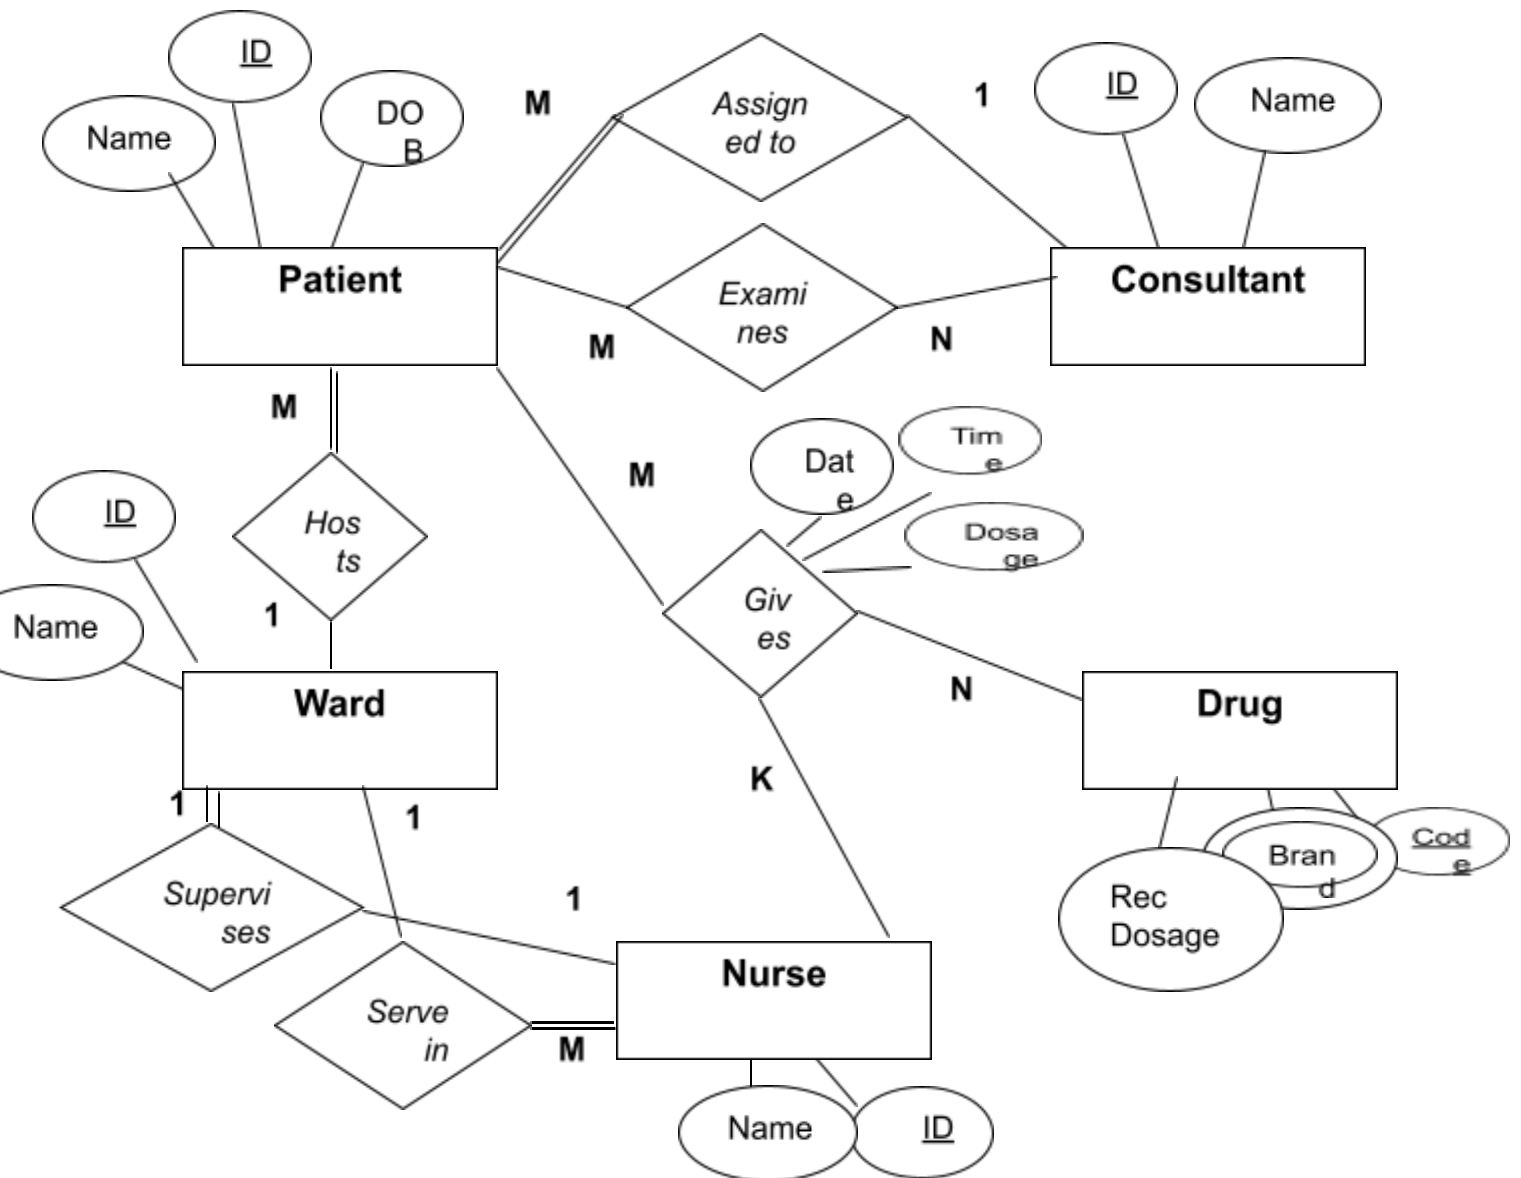 ID
DO
B
Name
M
Assign
ed to
1
ID
Name
Patient
Exami
nes
Consultant
M
N
M
Hos
ts
1
ID
Name
M
Dat
e
Tim
e
Dosa
ge
Giv
es
N
K
Ward
Drug
1
1
Supervi
ses
1
Serve
in
M
Nurse
Rec
Dosage
Bran
d
Cod
e
Name
ID